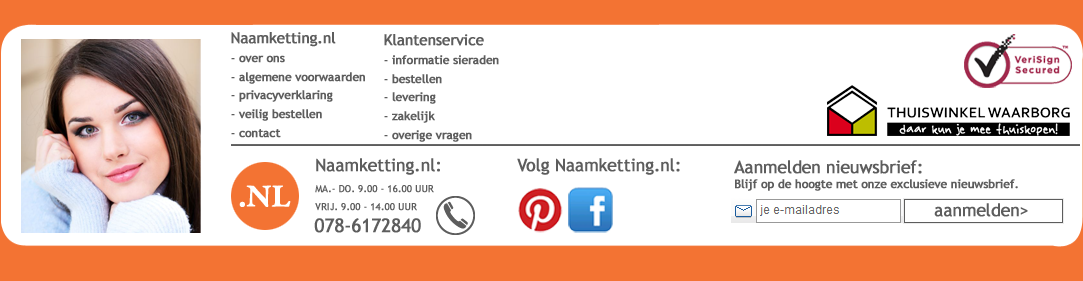 Naamketting.nl
- over ons
- algemene voorwaarden
- privacyverklaring
- veilig bestellen
- contact
Klantenservice
- informatie sieraden
- bestellen
- levering
- zakelijk
- overige vragen
VeriSign™
Secured
THUISWINKEL WAARBORG
daar kun je mee thuiskopen!
.NL
Naamketting.nl:
MA.- DO. 9.00 - 16.00 UUR
VRIJ. 9.00 - 14.00 UUR
078-6172840
Volg Naamketting.nl:
Aanmelden nieuwsbrief:
Blijf op de hoogte met onze exclusieve nieuwsbrief.
je e-mailadres
aanmelden>